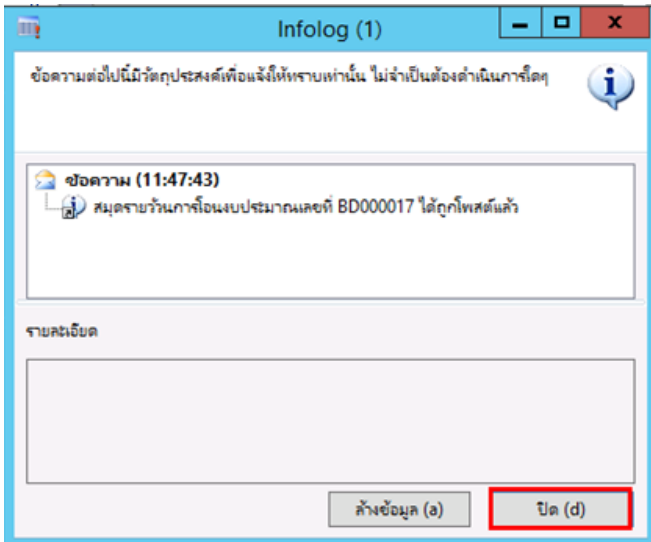 Infolog (1)
ข้อความต่อไปนี้มีวัตถุประสงค์เพื่อแจ้งให้ทราบเท่านั้น ไม่จำเป็นต้องดำเนินการใดๆ
ข้อความ (11:47:43)
สมุดรายวันการโอนงบประมาณเลขที่ BD000017 ได้ถูกโพสต์แล้ว
รายละเอียด
ล้างข้อมูล (a)
ปิด (d)